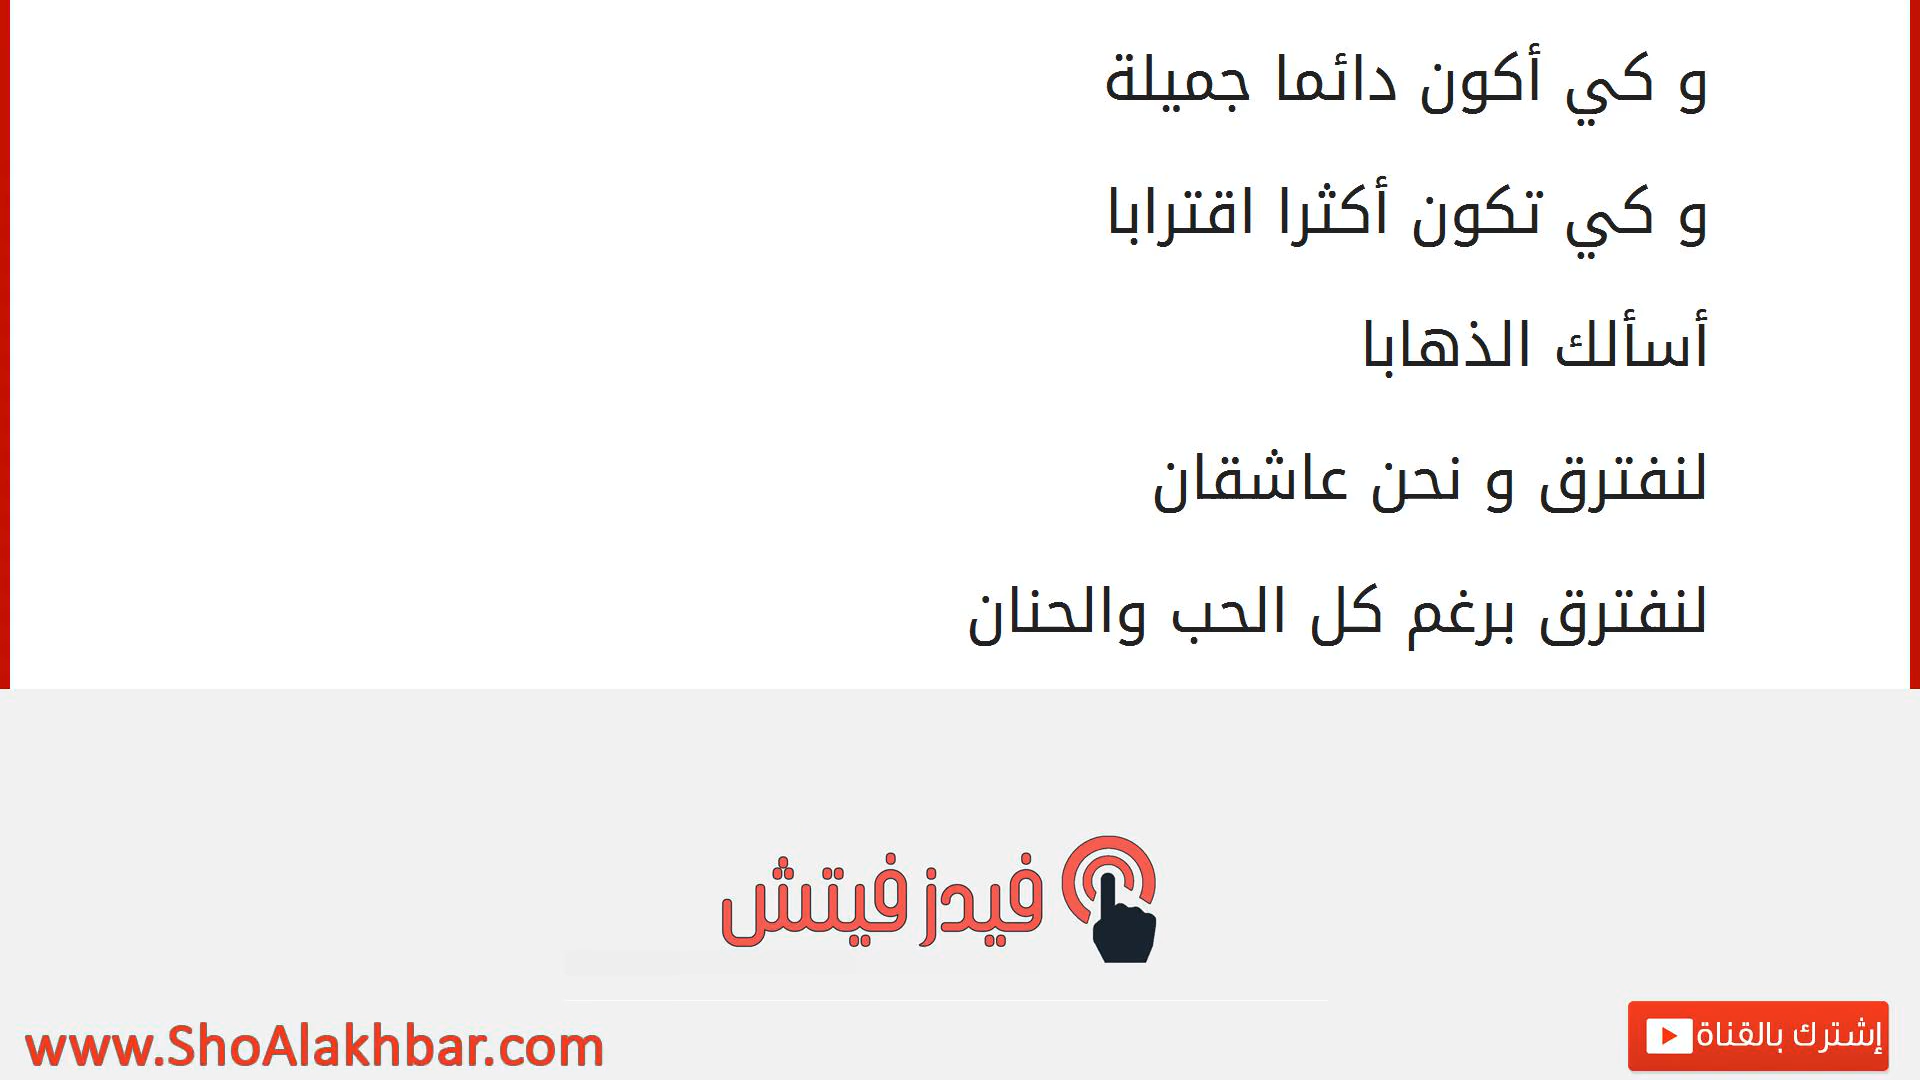 و كي أكون دائما جميلة
و كي تكون أكثرا اقترابا
أسألك الذهابا
لنفترق و نحن عاشقان
لنفترق برغم كل الحب والحنان
فيدز فيتش
www.ShoAlakhbar.com
إشترك بالقناة